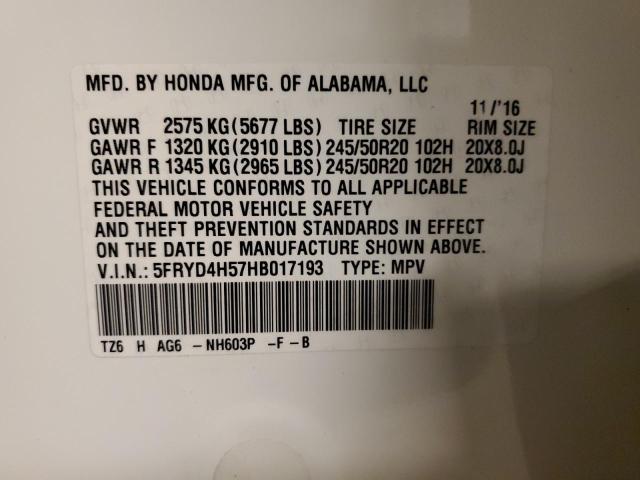 MFD. BY HONDA MFG. OF ALABAMA, LLC
11/'16
GVWR 2575 KG(5677 LBS) TIRE SIZE RIM SIZE
GAWR F 1320 KG(2910 LBS)245/50R20 102H 20X8.0J
GAWR R 1345 KG(2965 LBS)245/50R20 102H 20X8.0J
THIS VEHICLE CONFORMS TO ALL APPLICABLE
FEDERAL MOTOR VEHICLE SAFETY
AND THEFT PREVENTION STANDARDS IN EFFECT
ON THE DATE OF MANUFACTURE SHOWN ABOVE.
V.I.N.: 5FRYD4H57HB017193 TYPE: MPV
TZ6 H AG6 -NH603P -F-B